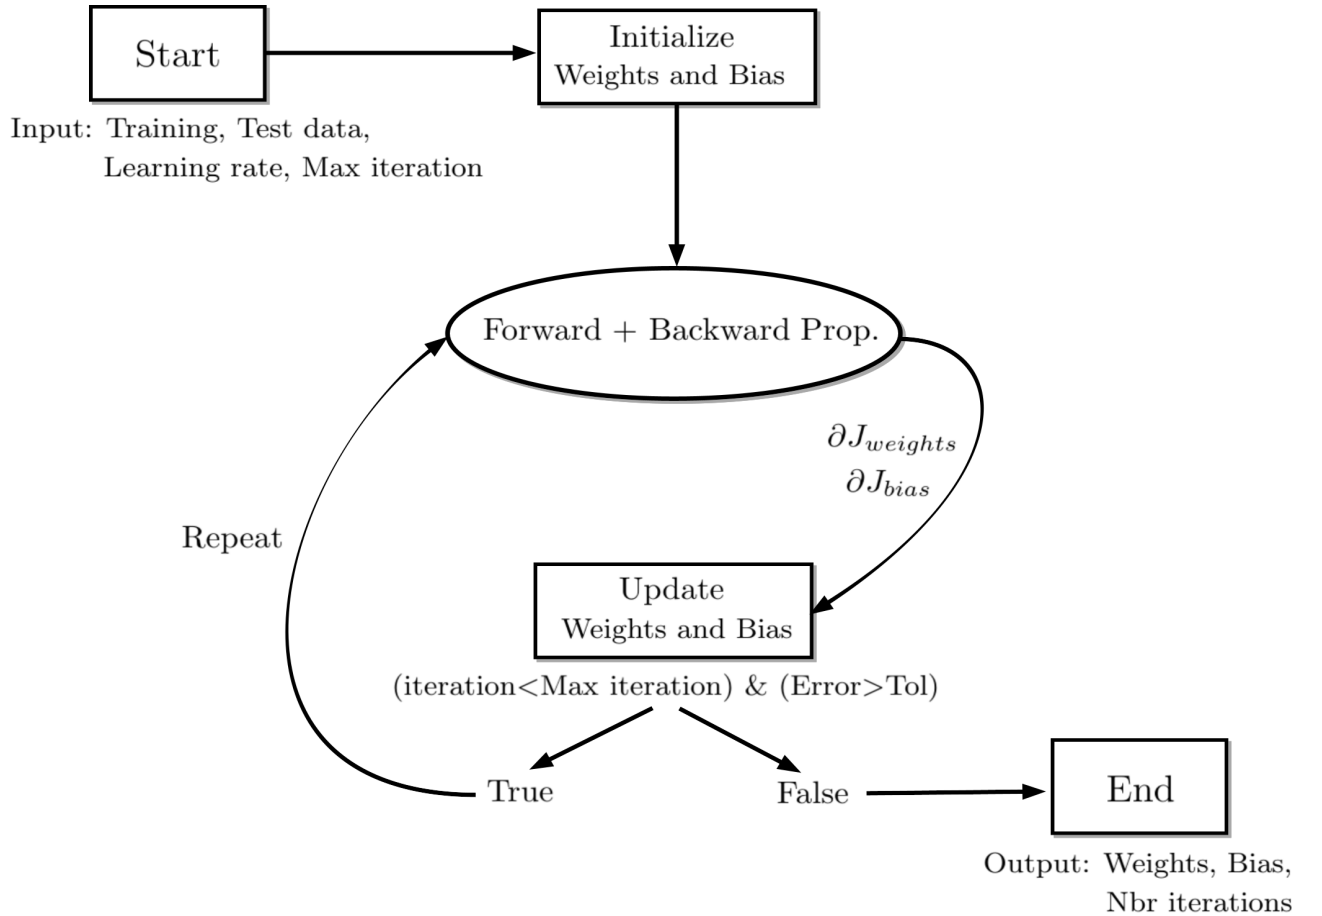 Start
Initialize
Weights and Bias
Input: Training, Test data,
Learning rate, Max iteration
Forward + Backward Prop.
∂J_weights
∂J_bias
Repeat
Update
Weights and Bias
(iteration<Max iteration) & (Error>Tol)
True
False
End
Output: Weights, Bias,
Nbr iterations